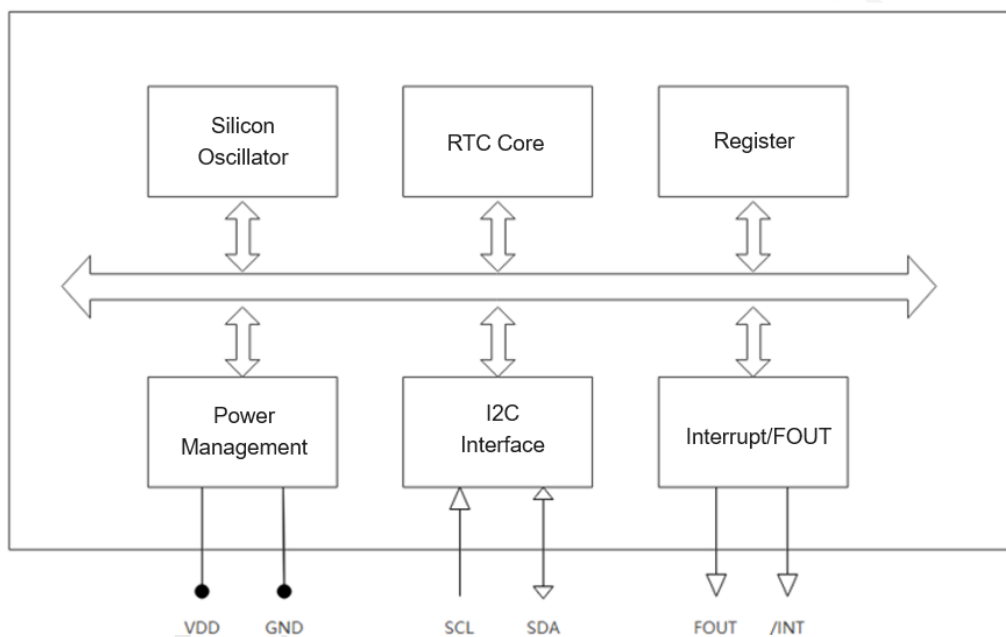 Silicon
Oscillator
RTC Core
Register
Power
Management
I2C
Interface
Interrupt/FOUT
VDD
GND
SCL
SDA
FOUT
/INT